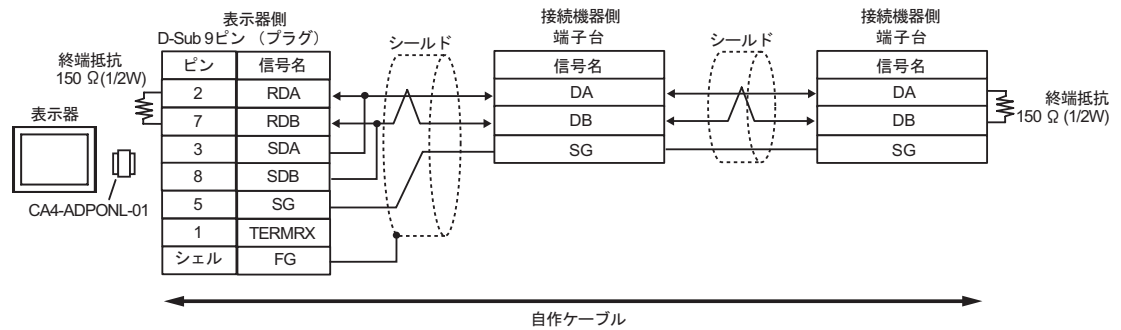 表示器側
D-Sub 9ピン （プラグ）
終端抵抗
150 Ω(1/2W)
表示器
CA4-ADPONL-01
ピン 信号名
2 RDA
7 RDB
3 SDA
8 SDB
5 SG
1 TERMRX
シェル FG
シールド
接続機器側
端子台
信号名
DA
DB
SG
シールド
接続機器側
端子台
信号名
DA
DB
SG
終端抵抗
150 Ω (1/2W)
自作ケーブル